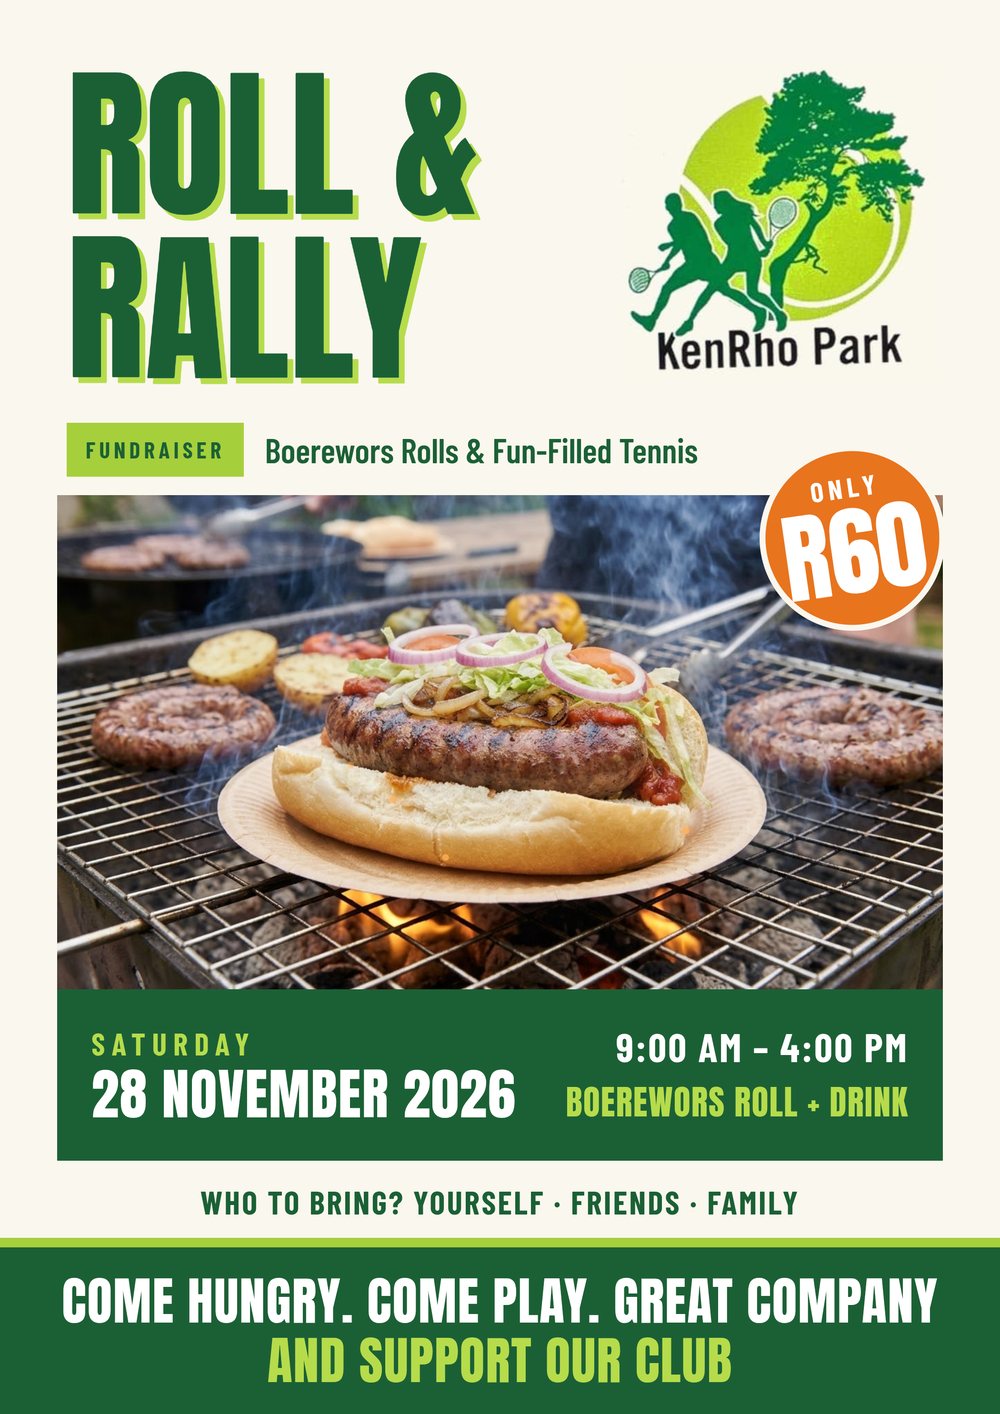 ROLL &
RALLY
KenRho Park
FUNDRAISER
Boerewors Rolls & Fun-Filled Tennis
ONLY
R60
SATURDAY
28 NOVEMBER 2026
9:00 AM – 4:00 PM
BOEREWORS ROLL + DRINK
WHO TO BRING? YOURSELF · FRIENDS · FAMILY
COME HUNGRY. COME PLAY. GREAT COMPANY
AND SUPPORT OUR CLUB